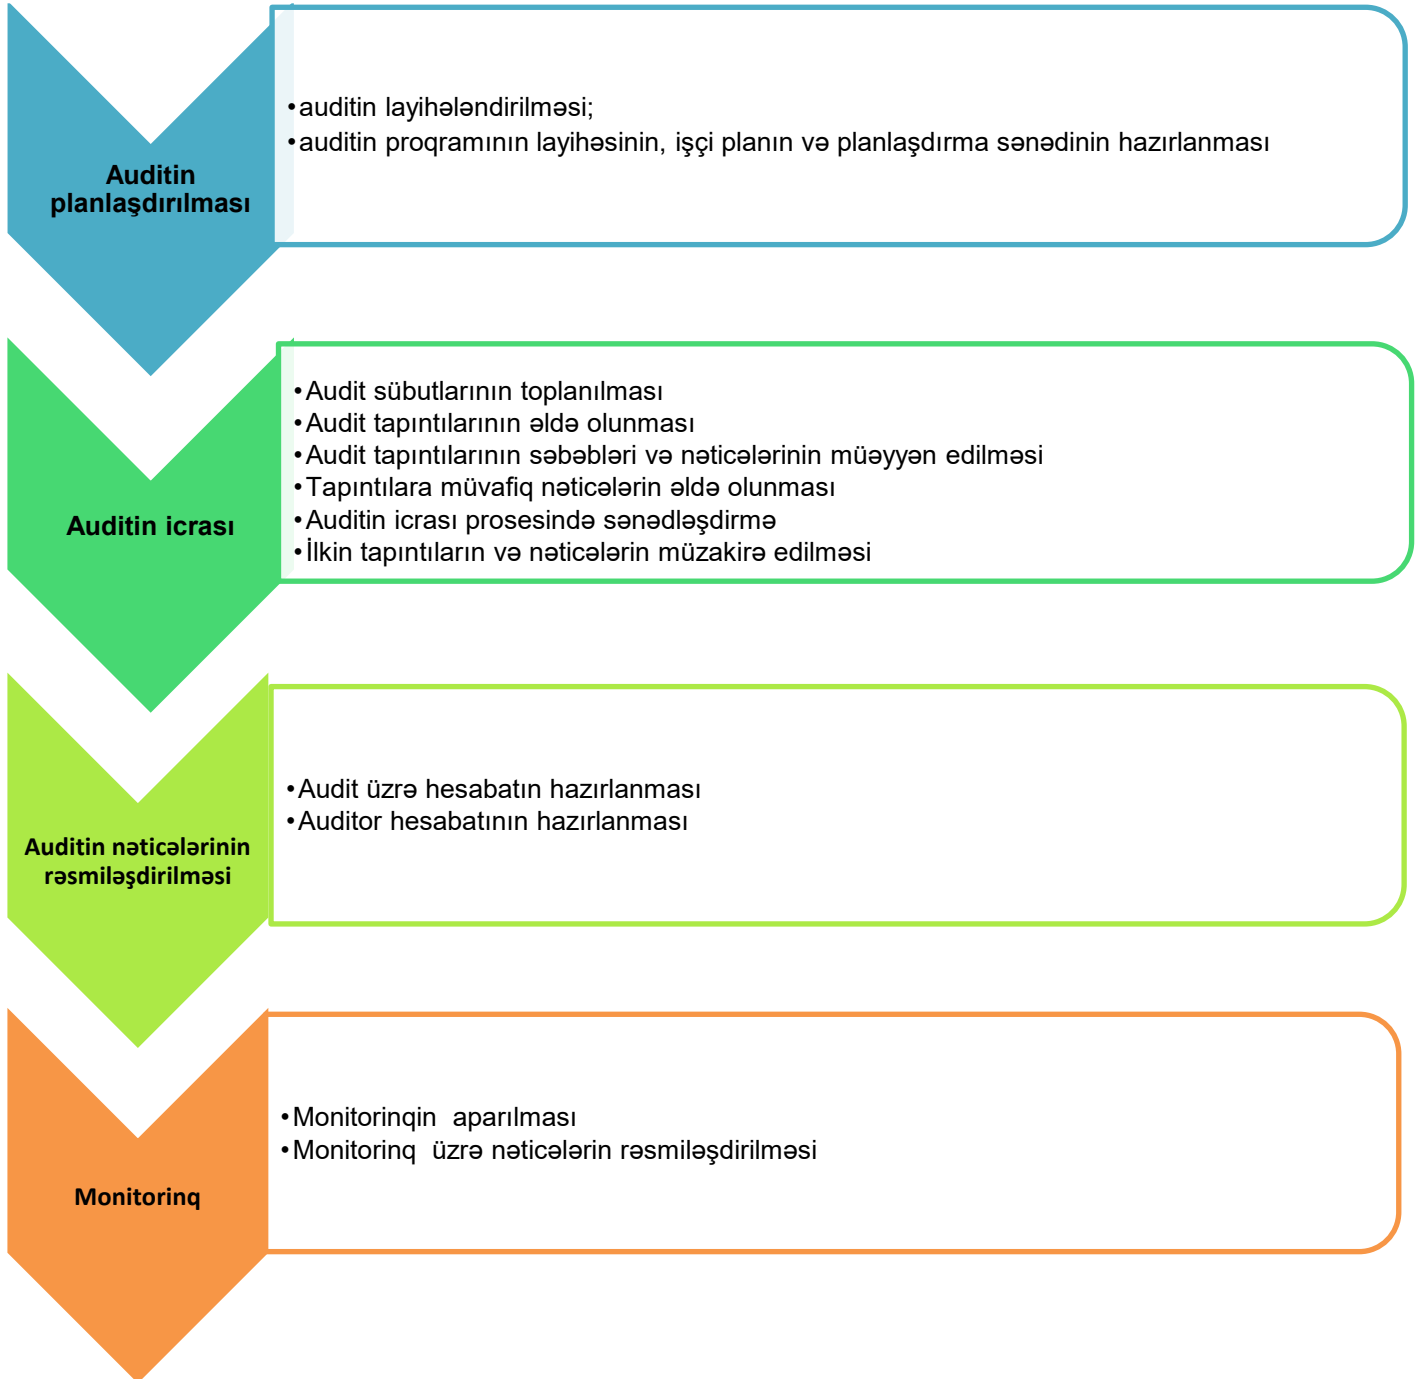 Auditin
planlaşdırılması
•auditin layihələndirilməsi;
•auditin proqramının layihəsinin, işçi planın və planlaşdırma sənədinin hazırlanması
Auditin icrası
•Audit sübutlarının toplanılması
•Audit tapıntılarının əldə olunması
•Audit tapıntılarının səbəbləri və nəticələrinin müəyyən edilməsi
•Tapıntılara müvafiq nəticələrin əldə olunması
•Auditin icrası prosesində sənədləşdirmə
•İlkin tapıntıların və nəticələrin müzakirə edilməsi
Auditin nəticələrinin
rəsmiləşdirilməsi
•Audit üzrə hesabatın hazırlanması
•Auditor hesabatının hazırlanması
Monitorinq
•Monitorinqin  aparılması
•Monitorinq  üzrə nəticələrin rəsmiləşdirilməsi